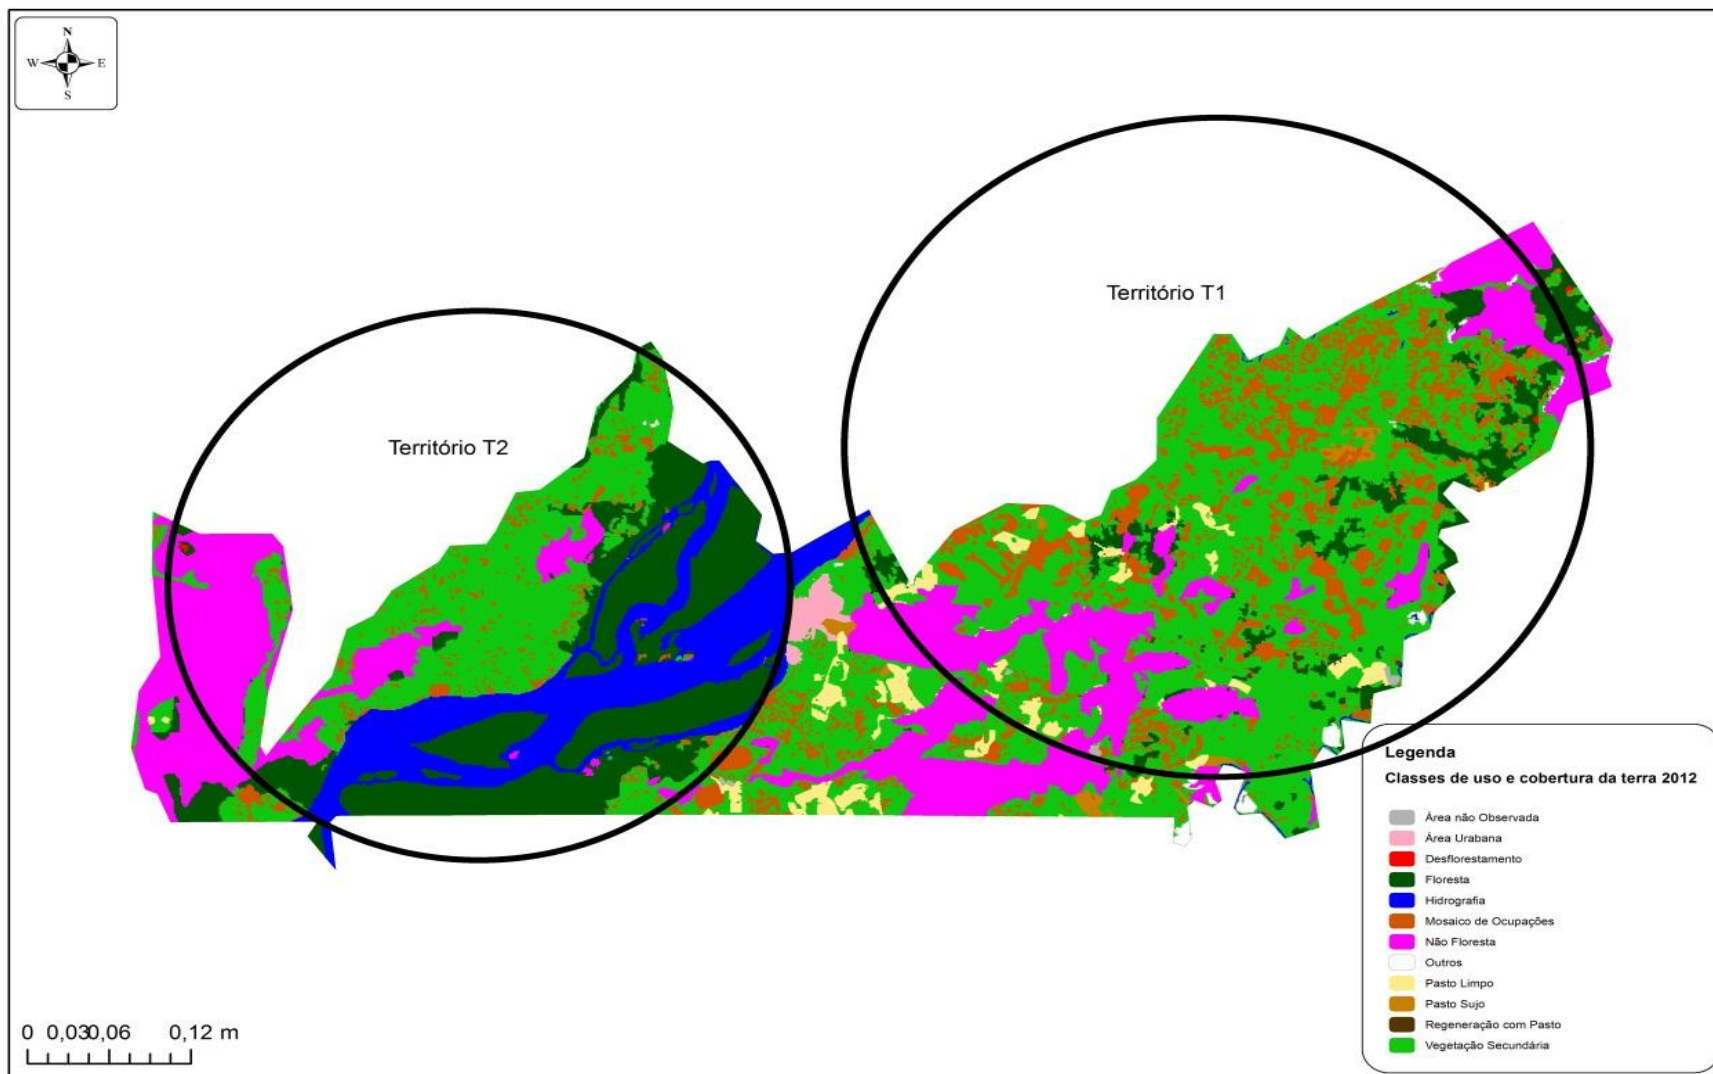 N
W E
S
Território T1
Território T2
Legenda
Classes de uso e cobertura da terra 2012
Área não Observada
Área Urabana
Desflorestamento
Floresta
Hidrografia
Mosaico de Ocupações
Não Floresta
Outros
Pasto Limpo
Pasto Sujo
Regeneração com Pasto
Vegetação Secundária
0 0,030,06 0,12 m